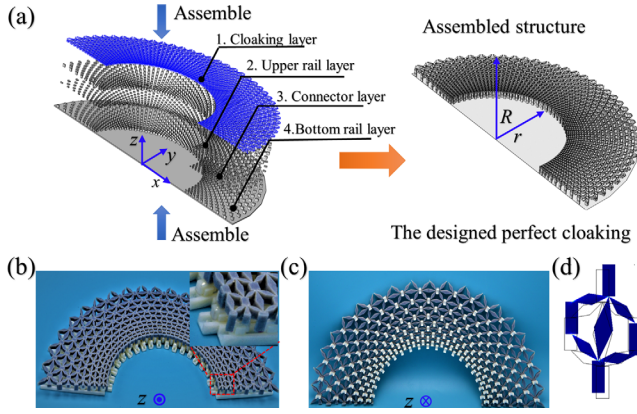 (a)
Assemble
Assembled structure
1. Cloaking layer
2. Upper rail layer
3. Connector layer
4.Bottom rail layer
R
r
z
y
x
Assemble
The designed perfect cloaking
(b)
(c)
(d)
z
z